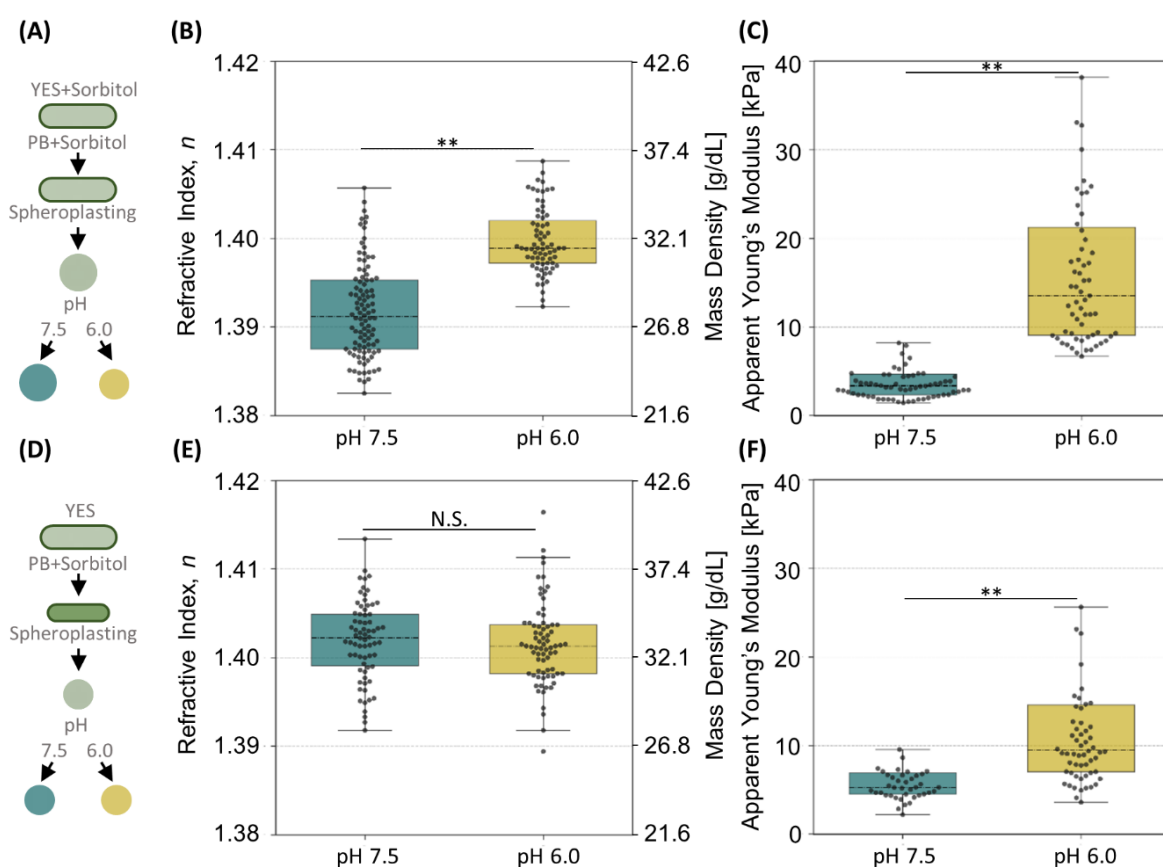 (A)
YES+Sorbitol
PB+Sorbitol
Spheroplasting
pH
7.5 6.0
(B)
Refractive Index, n
1.42
1.41
1.40
1.39
1.38
**
42.6
37.4
32.1
26.8
21.6
Mass Density [g/dL]
pH 7.5 pH 6.0
(C)
Apparent Young's Modulus [kPa]
40
30
20
10
0
**
pH 7.5 pH 6.0
(D)
YES
PB+Sorbitol
Spheroplasting
pH
7.5 6.0
(E)
Refractive Index, n
1.42
1.41
1.40
1.39
1.38
N.S.
42.6
37.4
32.1
26.8
21.6
Mass Density [g/dL]
pH 7.5 pH 6.0
(F)
Apparent Young's Modulus [kPa]
40
30
20
10
0
**
pH 7.5 pH 6.0